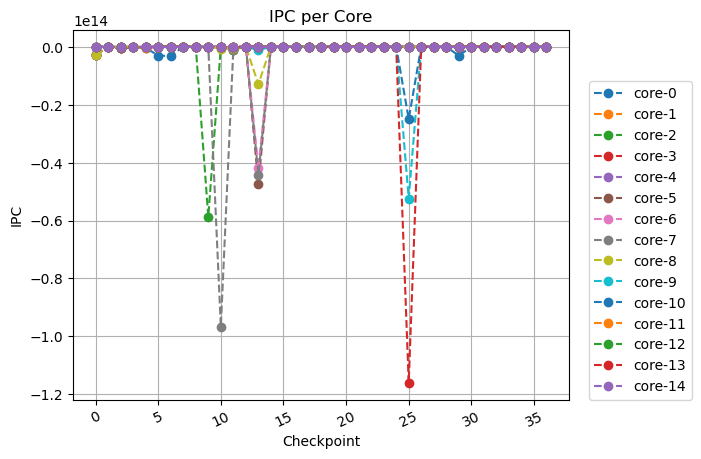 IPC per Core
1e14
0.0
−0.2
−0.4
−0.6
−0.8
−1.0
−1.2
IPC
0 5 10 15 20 25 30 35
Checkpoint
core-0
core-1
core-2
core-3
core-4
core-5
core-6
core-7
core-8
core-9
core-10
core-11
core-12
core-13
core-14